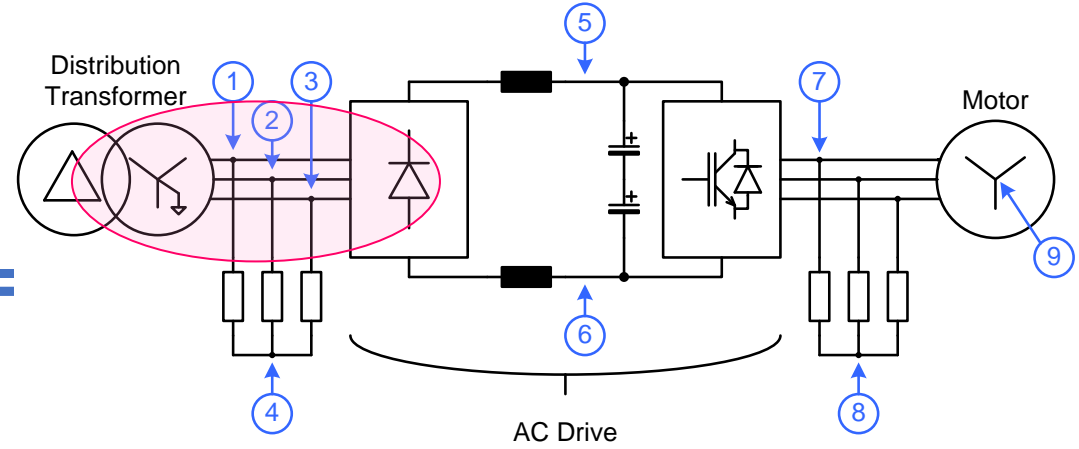 5
Distribution
Transformer
1
3
7
2
Motor
+
+
9
6
4
8
AC Drive